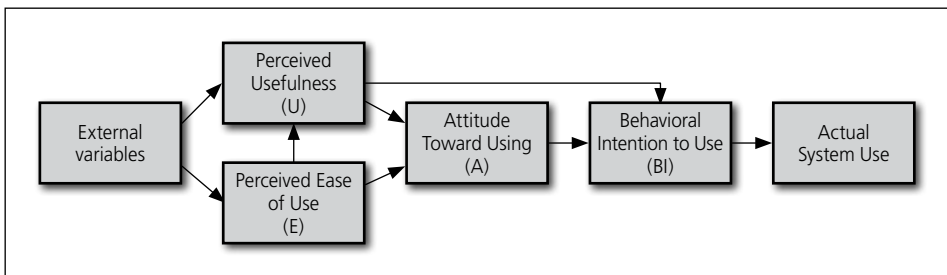 External
variables
Perceived
Usefulness
(U)
Perceived Ease
of Use
(E)
Attitude
Toward Using
(A)
Behavioral
Intention to Use
(BI)
Actual
System Use